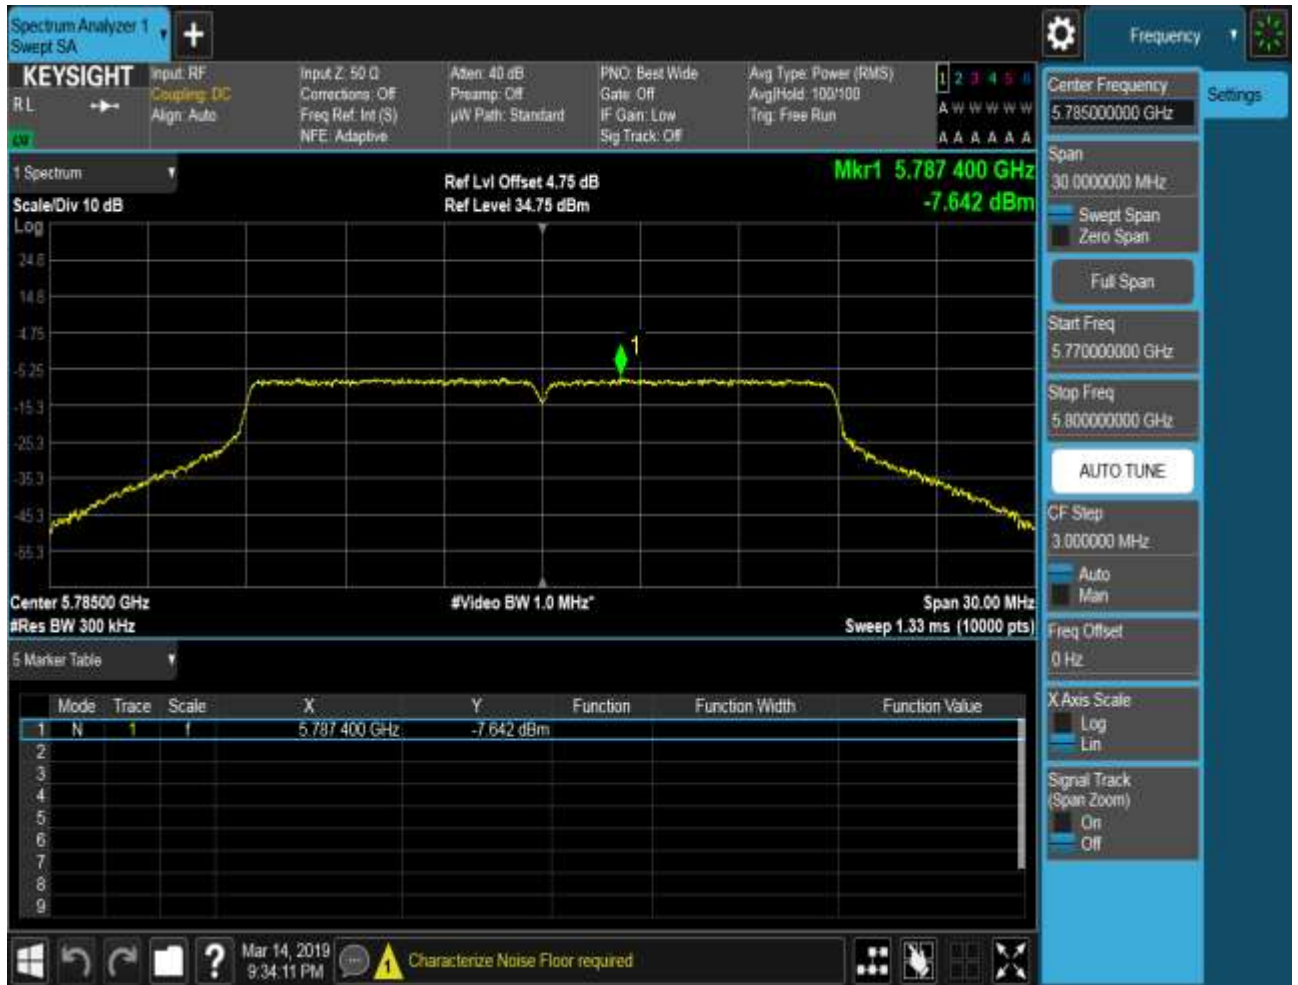 Spectrum Analyzer 1
Swept SA
Frequency
KEYSIGHT
RL
Input: RF
Coupling: DC
Align: Auto
Input Z: 50 Ω
Corrections: Off
Freq Ref: Int (S)
NFE: Adaptive
Atten: 40 dB
Preamp: Off
µW Path: Standard
PNO: Best Wide
Gate: Off
IF Gain: Low
Sig Track: Off
Avg Type: Power (RMS)
Avg|Hold: 100/100
Trig: Free Run
1 2 3 4 5 6
A W W W W W
A A A A A A
1 Spectrum
Scale/Div 10 dB
Ref Lvl Offset 4.75 dB
Ref Level 34.75 dBm
Mkr1 5.787 400 GHz
-7.642 dBm
Log
24.8
14.8
4.75
-5.25
-15.3
-25.3
-35.3
-45.3
-55.3
1
Center 5.78500 GHz
#Res BW 300 kHz
#Video BW 1.0 MHz*
Span 30.00 MHz
Sweep 1.33 ms (10000 pts)
5 Marker Table
Mode Trace Scale X Y Function Function Width Function Value
1 N 1 f 5.787 400 GHz -7.642 dBm
2
3
4
5
6
7
8
9
Mar 14, 2019
9:34:11 PM
1
Characterize Noise Floor required
Settings
Center Frequency
5.785000000 GHz
Span
30.0000000 MHz
Swept Span
Zero Span
Full Span
Start Freq
5.770000000 GHz
Stop Freq
5.800000000 GHz
AUTO TUNE
CF Step
3.000000 MHz
Auto
Man
Freq Offset
0 Hz
X Axis Scale
Log
Lin
Signal Track
(Span Zoom)
On
Off